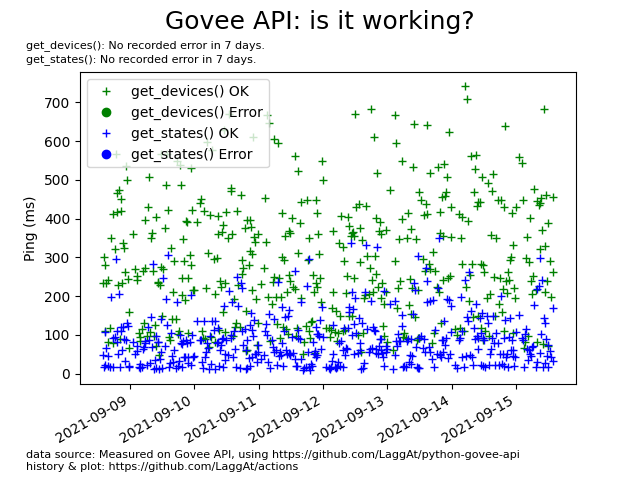 Govee API: is it working?
get_devices(): No recorded error in 7 days.
get_states(): No recorded error in 7 days.
get_devices() OK
get_devices() Error
get_states() OK
get_states() Error
Ping (ms)
700
600
500
400
300
200
100
0
2021-09-09
2021-09-10
2021-09-11
2021-09-12
2021-09-13
2021-09-14
2021-09-15
data source: Measured on Govee API, using https://github.com/LaggAt/python-govee-api
history & plot: https://github.com/LaggAt/actions